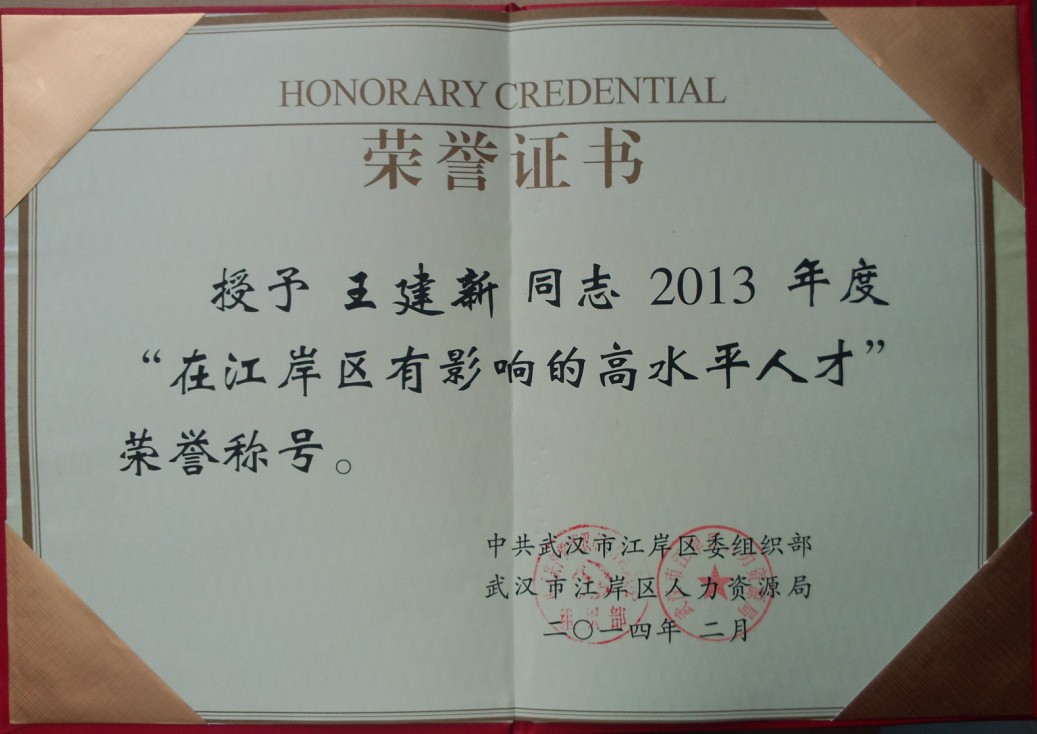 HONORARY CREDENTIAL
荣誉证书
授予 王建新 同志 2013 年度
“在江岸区有影响的高水平人才”
荣誉称号。
中共武汉市江岸区委组织部
武汉市江岸区人力资源局
二〇一四年 二月